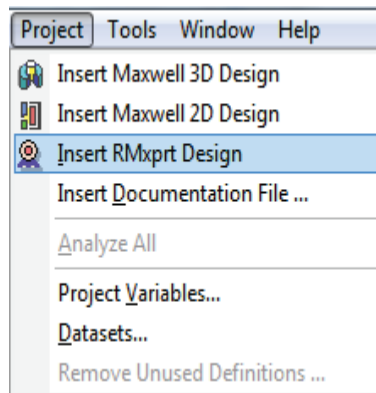 Project Tools Window Help
Insert Maxwell 3D Design
Insert Maxwell 2D Design
Insert RMxprt Design
Insert Documentation File ...
Analyze All
Project Variables...
Datasets...
Remove Unused Definitions ...